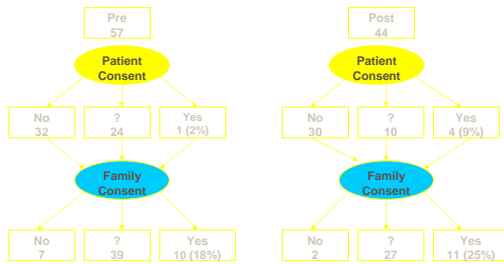 Pre
57
Patient
Consent
No
32
?
24
Yes
1 (2%)
Family
Consent
No
7
?
39
Yes
10 (18%)
Post
44
Patient
Consent
No
30
?
10
Yes
4 (9%)
Family
Consent
No
2
?
27
Yes
11 (25%)